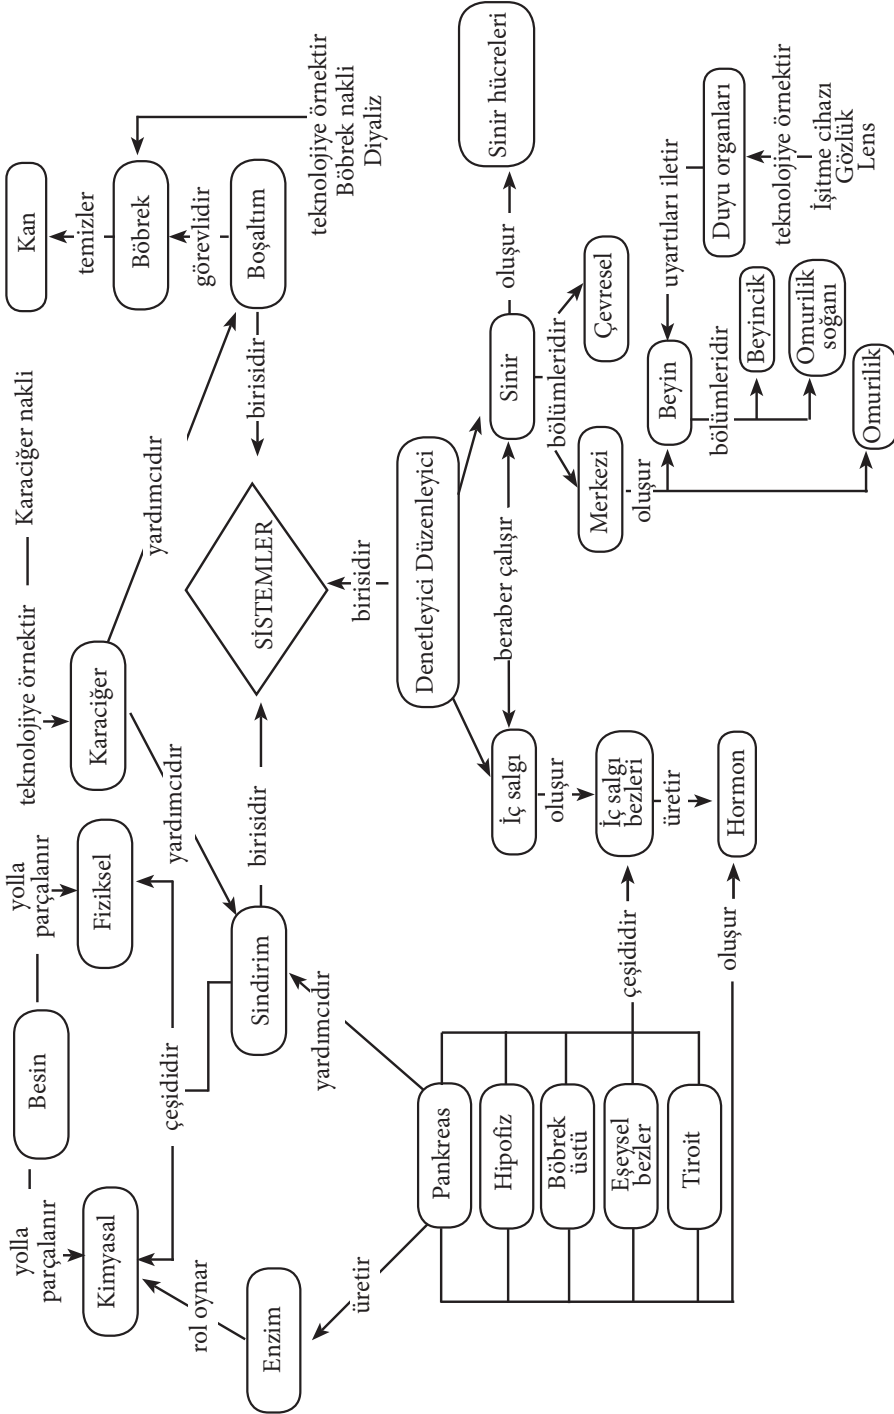 teknolojiye örnektir
Karaciğer nakli
Besin
yolla
parçalanır
yolla
parçalanır
Kimyasal
Fiziksel
Karaciğer
Kan
temizler
Böbrek
görevlidir
Boşaltım
teknolojiye örnektir
Böbrek nakli
Diyaliz
çeşididir
yardımcıdır
yardımcıdır
rol oynar
Enzim
Sindirim
birisidir
SİSTEMLER
birisidir
üretir
yardımcıdır
birisidir
Denetleyici Düzenleyici
Pankreas
Hipofiz
Böbrek
üstü
Eşeysel
bezler
Tiroit
çeşididir
oluşur
İç salgı
oluşur
İç salgı
bezleri
üretir
Hormon
beraber çalışır
Sinir
oluşur
Sinir hücreleri
bölümleridir
Merkezi
Çevresel
oluşur
Beyin
uyartıları iletir
Duyu organları
teknolojiye örnektir
İşitme cihazı
Gözlük
Lens
bölümleridir
Beyincik
Omurilik
soğanı
Omurilik